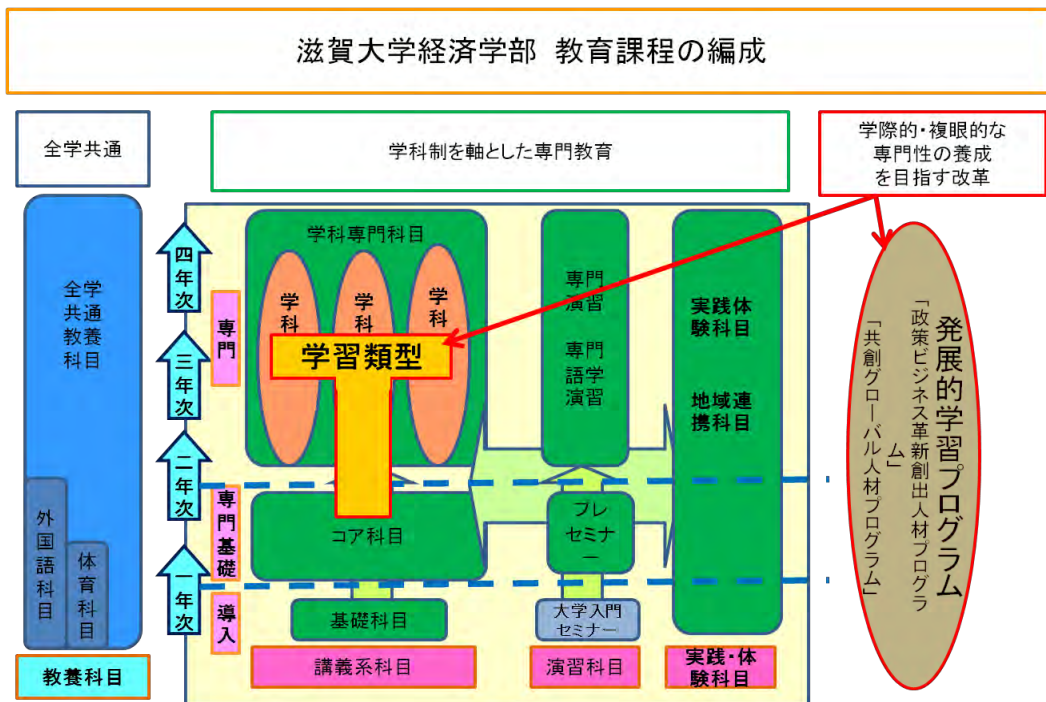 滋賀大学経済学部 教育課程の編成
全学共通
学科制を軸とした専門教育
学際的・複眼的な
専門性の養成
を目指す改革
全学
共通
教養
科目
外国語科目
体育科目
教養科目
四年次
三年次
二年次
一年次
専門
専門基礎
導入
学科専門科目
学科
学科
学科
学習類型
コア科目
基礎科目
講義系科目
専門
演習
専門
語学
演習
プレ
セミナ
ー
大学入門
セミナー
演習科目
実践体
験科目
地域連
携科目
実践・体
験科目
発展的学習プログラム
「政策ビジネス革新創出人材プログラ
ム」
「共創グローバル人材プログラム」